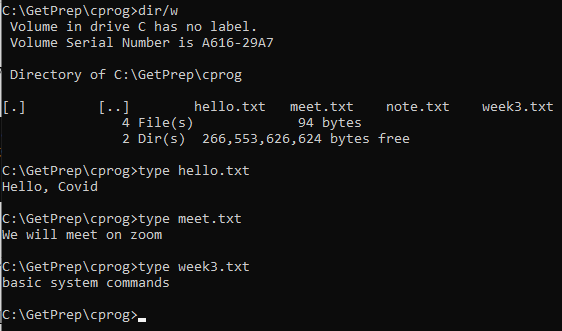 C:\GetPrep\cprog>dir/w
 Volume in drive C has no label.
 Volume Serial Number is A616-29A7

 Directory of C:\GetPrep\cprog

[.]          [..]         hello.txt    meet.txt     note.txt     week3.txt
               4 File(s)             94 bytes
               2 Dir(s)  266,553,626,624 bytes free

C:\GetPrep\cprog>type hello.txt
Hello, Covid

C:\GetPrep\cprog>type meet.txt
We will meet on zoom

C:\GetPrep\cprog>type week3.txt
basic system commands

C:\GetPrep\cprog>